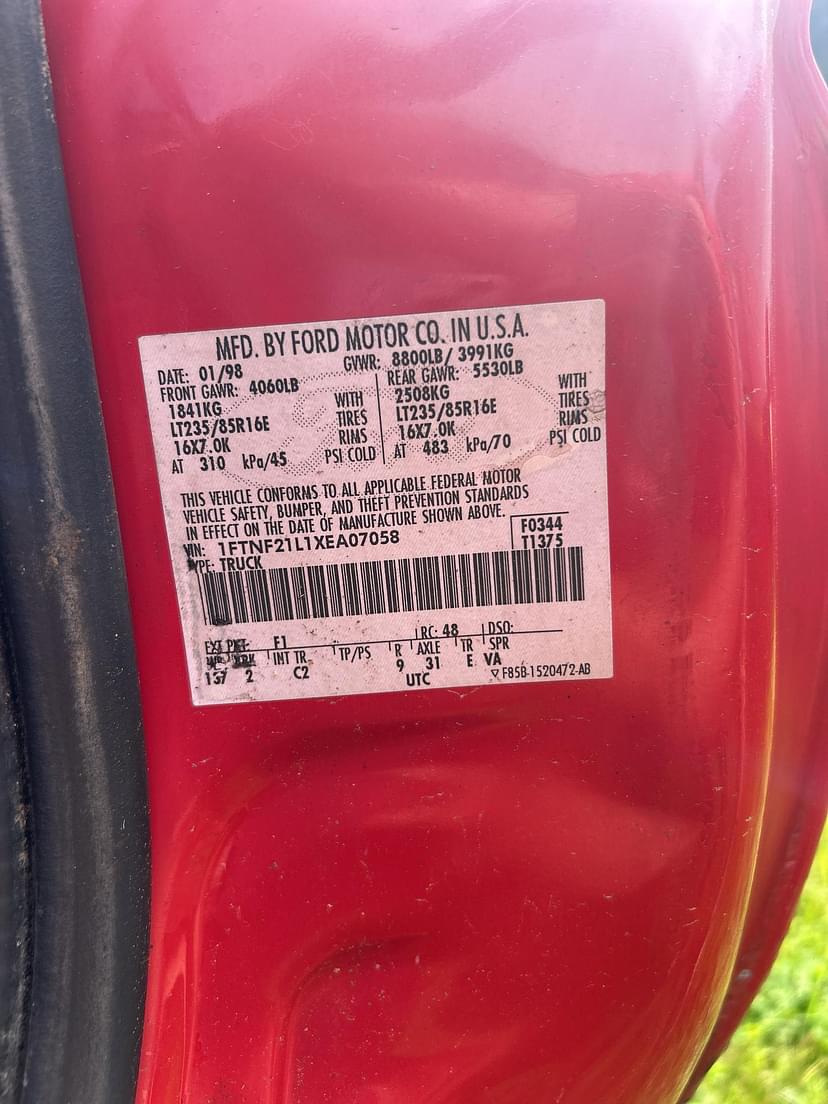 MFD. BY FORD MOTOR CO. IN U.S.A.
DATE: 01/98 GVWR: 8800LB/ 3991KG
FRONT GAWR: 4060LB REAR GAWR: 5530LB
1841KG WITH 2508KG WITH
LT235/85R16E TIRES LT235/85R16E TIRES
16X7.0K RIMS 16X7.0K RIMS
AT 310 kPa/45 PSI COLD AT 483 kPa/70 PSI COLD
THIS VEHICLE CONFORMS TO ALL APPLICABLE FEDERAL MOTOR
VEHICLE SAFETY, BUMPER, AND THEFT PREVENTION STANDARDS
IN EFFECT ON THE DATE OF MANUFACTURE SHOWN ABOVE.
VIN: 1FTNF21L1XEA07058 F0344
TYPE: TRUCK T1375
EXT PNT: F1 RC: 48 DSO:
WB BRK INT TR TP/PS R AXLE TR SPR
137 2 C2 9 31 E VA
UTC ▽ F85B-1520472-AB